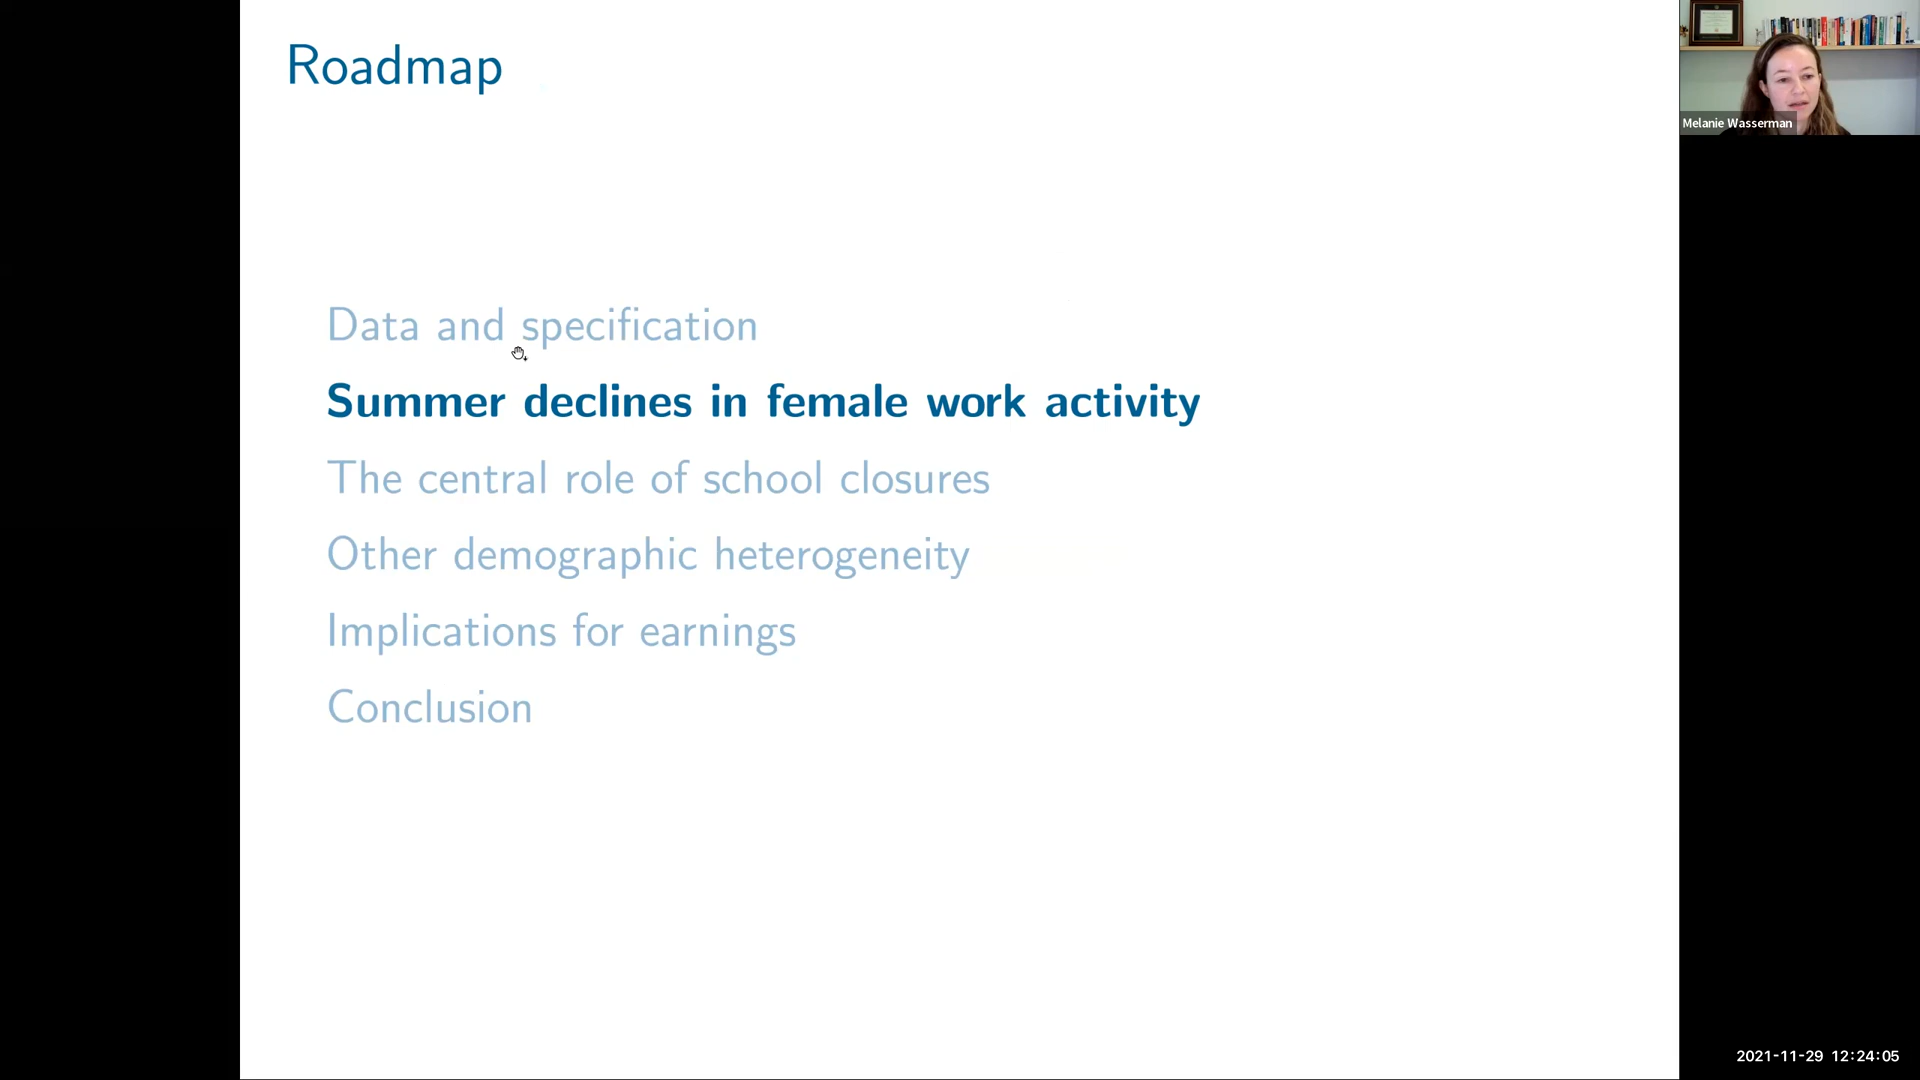 Roadmap
Melanie Wasserman
Data and specification
Summer declines in female work activity
The central role of school closures
Other demographic heterogeneity
Implications for earnings
Conclusion
2021-11-29 12:24:05